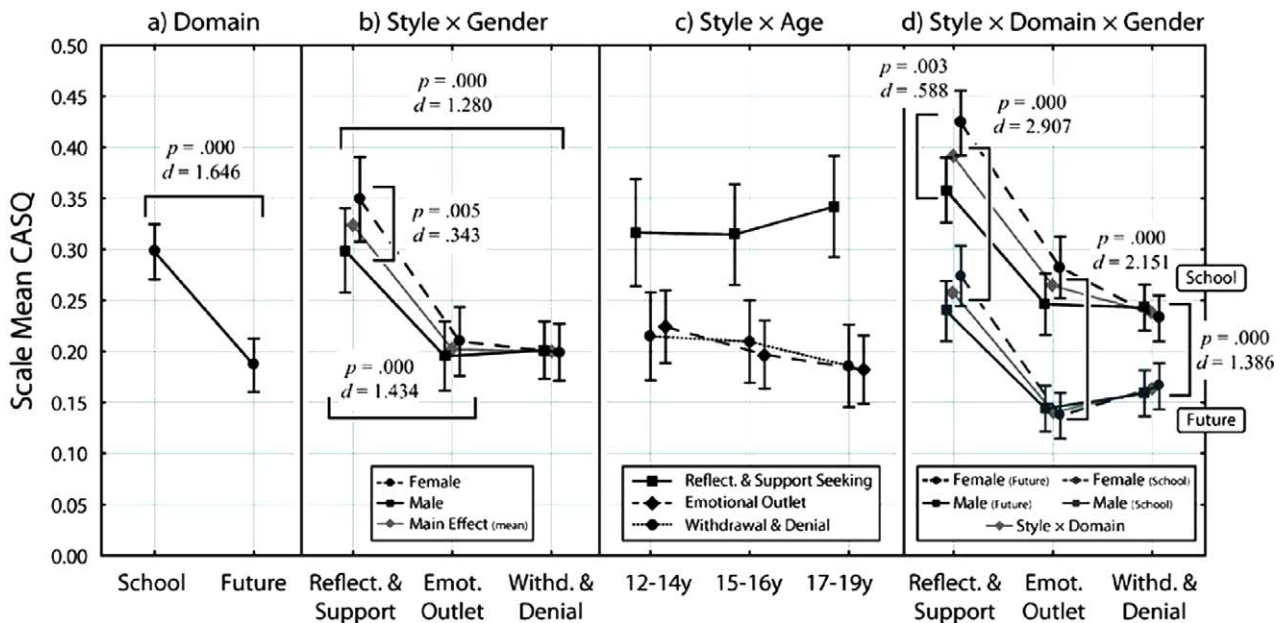 a) Domain
b) Style × Gender
c) Style × Age
d) Style × Domain × Gender
Scale Mean CASQ
0.50
0.45
0.40
0.35
0.30
0.25
0.20
0.15
0.10
0.05
0.00
p = .000
d = 1.646
School
Future
p = .000
d = 1.280
p = .005
d = .343
p = .000
d = 1.434
Female
Male
Main Effect (mean)
Reflect. &
Support
Emot.
Outlet
Withd. &
Denial
Reflect. & Support Seeking
Emotional Outlet
Withdrawal & Denial
12-14y
15-16y
17-19y
p = .003
d = .588
p = .000
d = 2.907
p = .000
d = 2.151
School
p = .000
d = 1.386
Future
Female (Future)
Female (School)
Male (Future)
Male (School)
Style × Domain
Reflect. &
Support
Emot.
Outlet
Withd. &
Denial